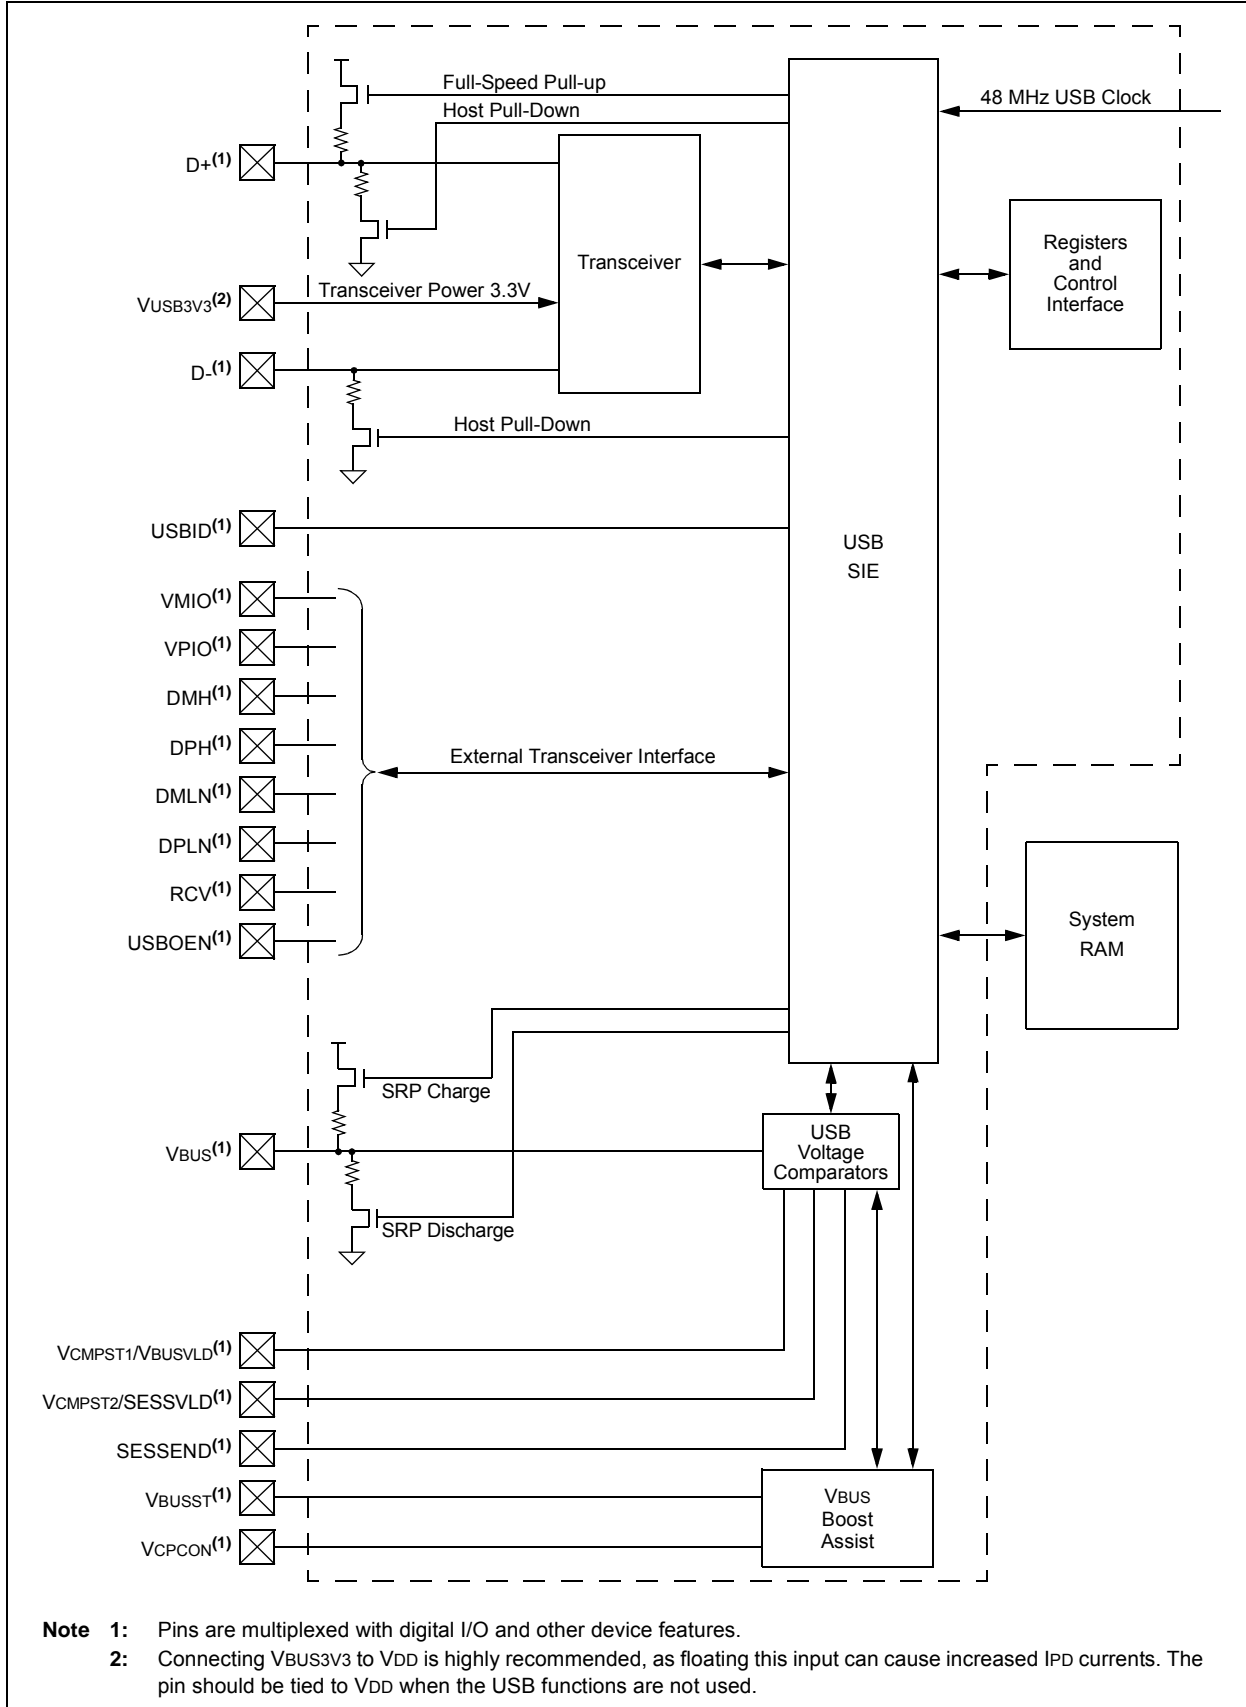 Full-Speed Pull-up
48 MHz USB Clock
Host Pull-Down
D+(1)
Registers
and
Control
Interface
Transceiver
Transceiver Power 3.3V
VUSB3V3(2)
D-(1)
Host Pull-Down
USBID(1)
USB
SIE
VMIO(1)
VPIO(1)
DMH(1)
DPH(1)
External Transceiver Interface
DMLN(1)
DPLN(1)
RCV(1)
System
RAM
USBOEN(1)
SRP Charge
USB
Voltage
Comparators
VBUS(1)
SRP Discharge
VCMPST1/VBUSVLD(1)
VCMPST2/SESSVLD(1)
SESSEND(1)
VBUSST(1)
VBUS
Boost
Assist
VCPCON(1)
Note 1: Pins are multiplexed with digital I/O and other device features.
2: Connecting VBUS3V3 to VDD is highly recommended, as floating this input can cause increased IPD currents. The
pin should be tied to VDD when the USB functions are not used.